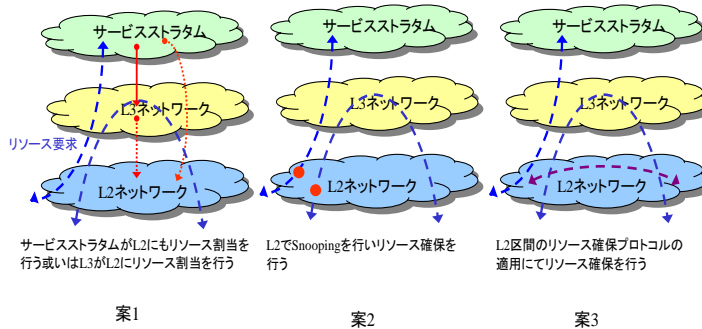 サービスストラタム
L3ネットワーク
リソース要求
L2ネットワーク
サービスストラタムがL2にもリソース割当を
行う或いはL3がL2にリソース割当を行う
案1
サービスストラタム
L3ネットワーク
L2ネットワーク
L2でSnoopingを行いリソース確保を
行う
案2
サービスストラタム
L3ネットワーク
L2ネットワーク
L2区間のリソース確保プロトコルの
適用にてリソース確保を行う
案3